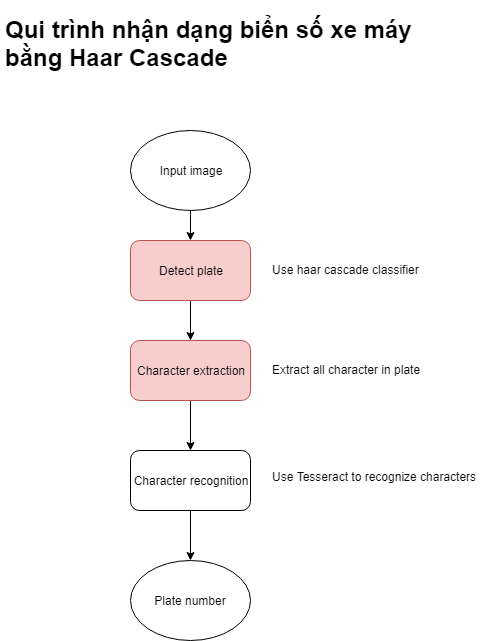 Qui trình nhận dạng biển số xe máy
bằng Haar Cascade
Input image
Detect plate
Use haar cascade classifier
Character extraction
Extract all character in plate
Character recognition
Use Tesseract to recognize characters
Plate number